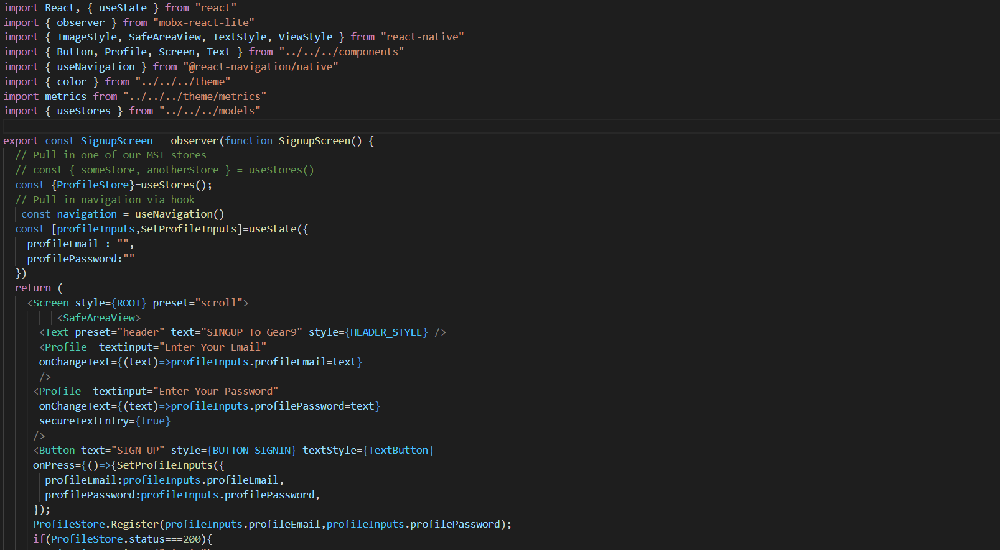 import React, { useState } from "react"
import { observer } from "mobx-react-lite"
import { ImageStyle, SafeAreaView, TextStyle, ViewStyle } from "react-native"
import { Button, Profile, Screen, Text } from "../../../components"
import { useNavigation } from "@react-navigation/native"
import { color } from "../../../theme"
import metrics from "../../../theme/metrics"
import { useStores } from "../../../models"
export const SignupScreen = observer(function SignupScreen() {
// Pull in one of our MST stores
// const { someStore, anotherStore } = useStores()
const {ProfileStore}=useStores();
// Pull in navigation via hook
const navigation = useNavigation()
const [profileInputs,SetProfileInputs]=useState({
profileEmail : "",
profilePassword:""
})
return (
<Screen style={ROOT} preset="scroll">
<SafeAreaView>
<Text preset="header" text="SINGUP To Gear9" style={HEADER_STYLE} />
<Profile  textinput="Enter Your Email"
onChangeText={(text)=>profileInputs.profileEmail=text}
/>
<Profile  textinput="Enter Your Password"
onChangeText={(text)=>profileInputs.profilePassword=text}
secureTextEntry={true}
/>
<Button text="SIGN UP" style={BUTTON_SIGNIN} textStyle={TextButton}
onPress={()=>{SetProfileInputs({
profileEmail:profileInputs.profileEmail,
profilePassword:profileInputs.profilePassword,
});
ProfileStore.Register(profileInputs.profileEmail,profileInputs.profilePassword);
if(ProfileStore.status===200){